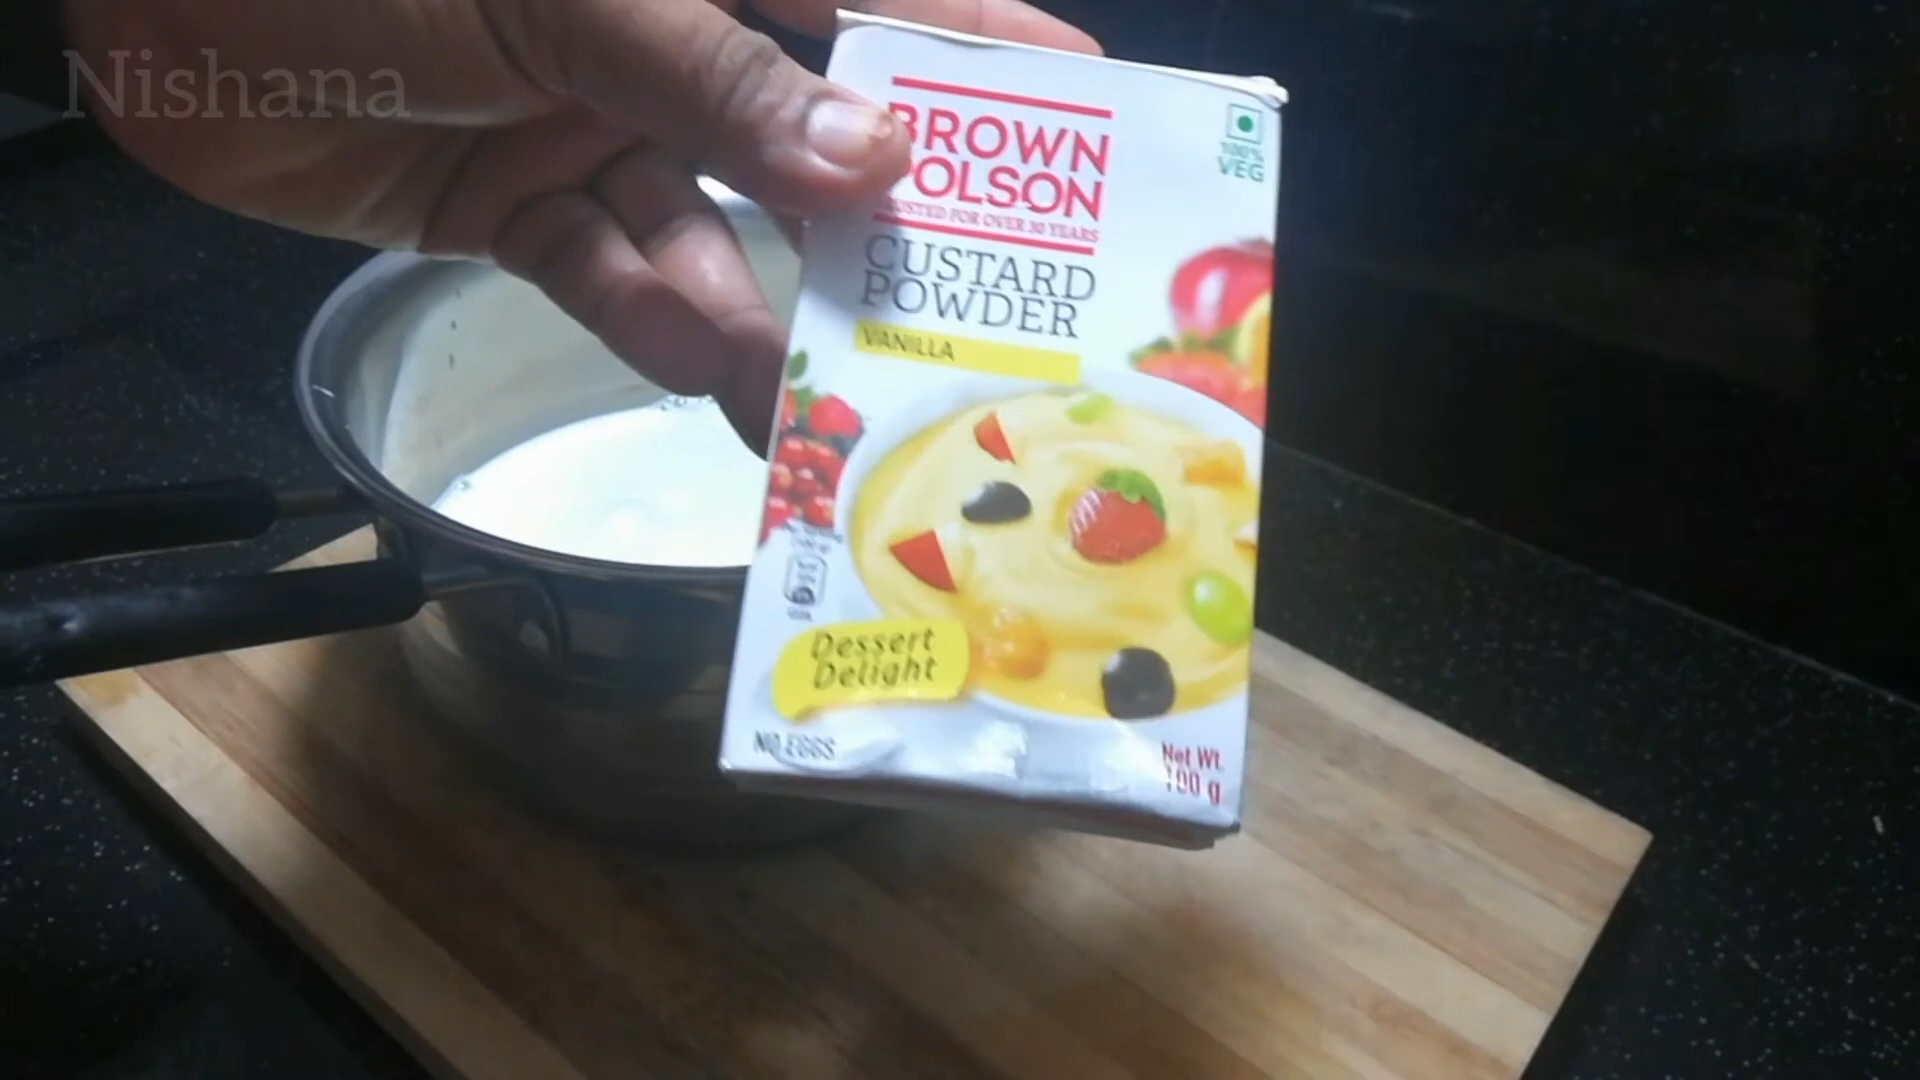 Nishana
BROWN
POLSON
TRUSTED FOR OVER 30 YEARS
100%
VEG
CUSTARD
POWDER
VANILLA
Dessert
Delight
NO EGGS
Net Wt.
100 g